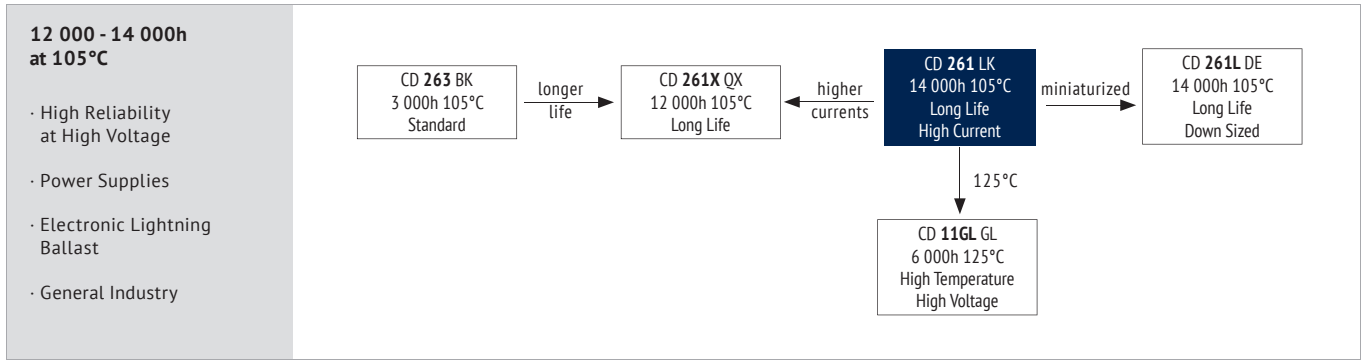 12 000 - 14 000h
at 105°C
· High Reliability
at High Voltage
· Power Supplies
· Electronic Lightning
Ballast
· General Industry
CD 263 BK
3 000h 105°C
Standard
longer
life
CD 261X QX
12 000h 105°C
Long Life
higher
currents
CD 261 LK
14 000h 105°C
Long Life
High Current
miniaturized
CD 261L DE
14 000h 105°C
Long Life
Down Sized
125°C
CD 11GL GL
6 000h 125°C
High Temperature
High Voltage